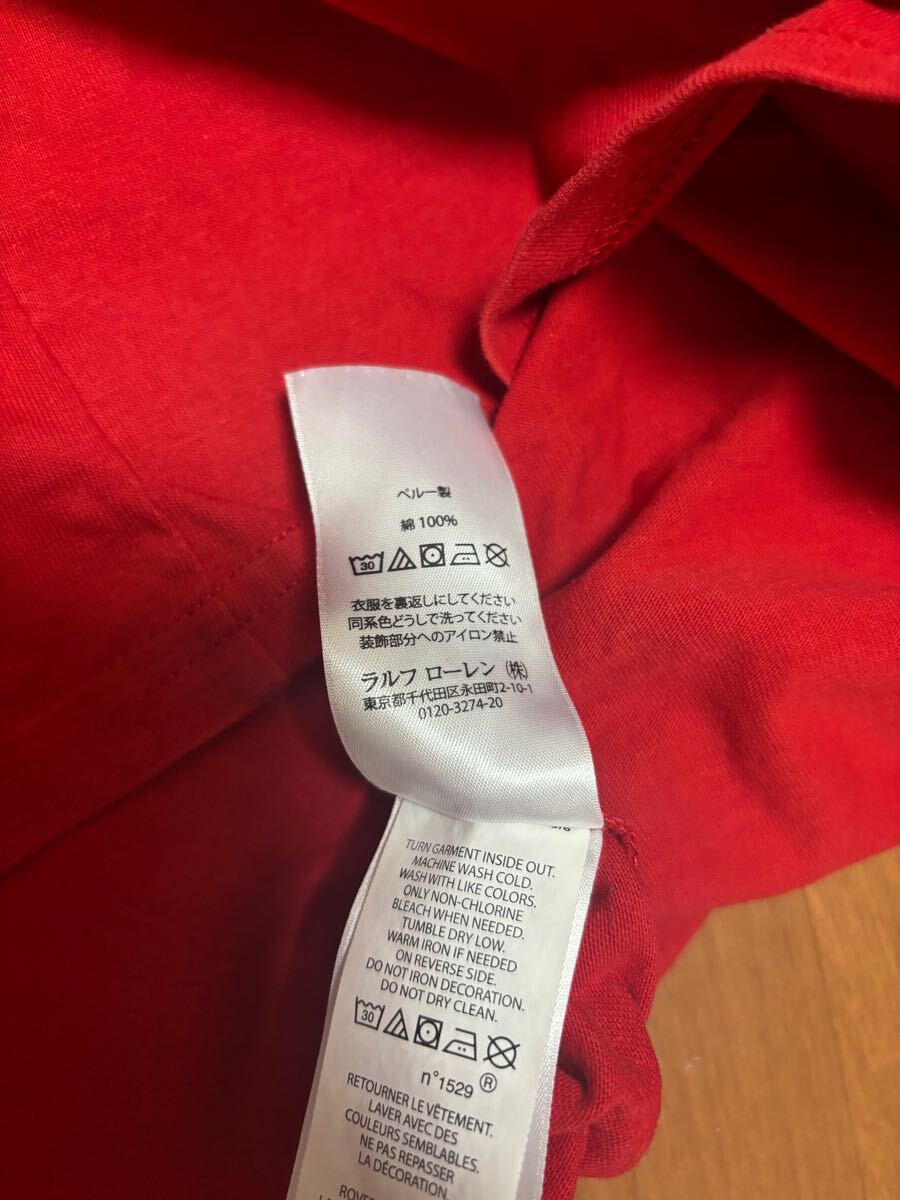 ペルー製
綿 100%
30
衣服を裏返しにしてください
同系色どうしで洗ってください
装飾部分へのアイロン禁止
ラルフ ローレン (株)
東京都千代田区永田町2-10-1
0120-3274-20
TURN GARMENT INSIDE OUT.
MACHINE WASH COLD.
WASH WITH LIKE COLORS.
ONLY NON-CHLORINE
BLEACH WHEN NEEDED.
TUMBLE DRY LOW.
WARM IRON IF NEEDED
ON REVERSE SIDE.
DO NOT IRON DECORATION.
DO NOT DRY CLEAN.
30
n°1529 ®
RETOURNER LE VÊTEMENT.
LAVER AVEC DES
COULEURS SEMBLABLES.
NE PAS REPASSER
LA DÉCORATION.